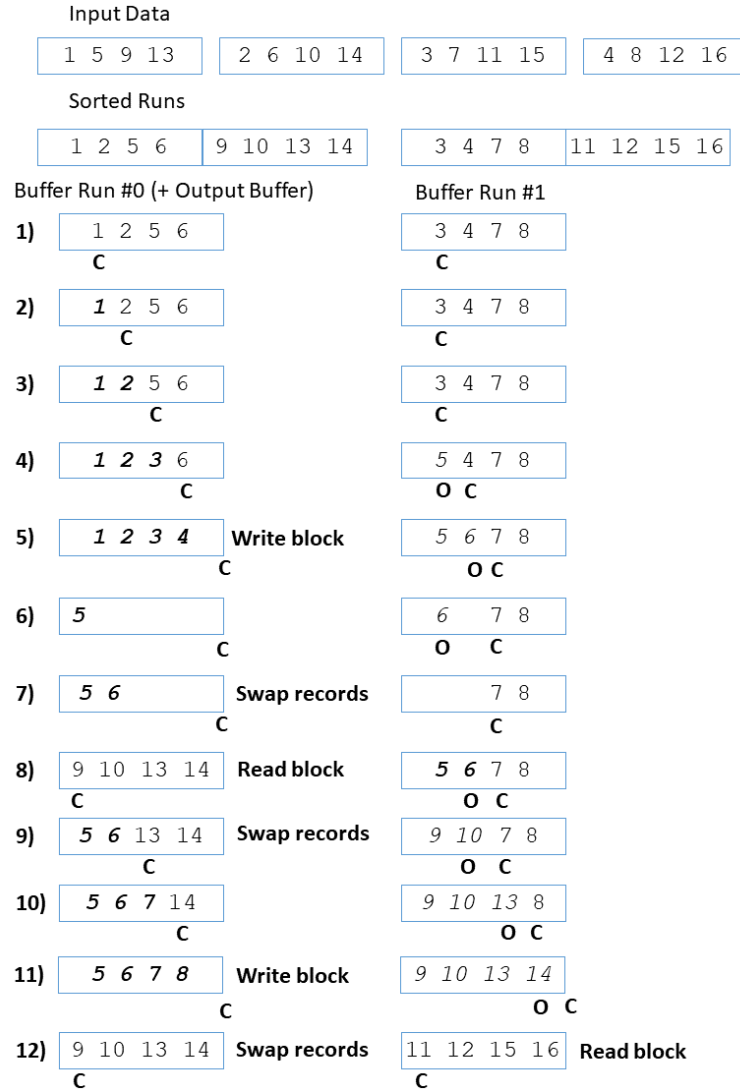 Input Data
1 5 9 13 2 6 10 14 3 7 11 15 4 8 12 16
Sorted Runs
1 2 5 6 9 10 13 14 3 4 7 8 11 12 15 16
Buffer Run #0 (+ Output Buffer) Buffer Run #1
1) 1 2 5 6 3 4 7 8
C C
2) 1 2 5 6 3 4 7 8
C C
3) 1 2 5 6 3 4 7 8
C C
4) 1 2 3 6 5 4 7 8
C O C
5) 1 2 3 4 Write block 5 6 7 8
C O C
6) 5 6 7 8
C O C
7) 5 6 Swap records 7 8
C C
8) 9 10 13 14 Read block 5 6 7 8
C O C
9) 5 6 13 14 Swap records 9 10 7 8
C O C
10) 5 6 7 14 9 10 13 8
C O C
11) 5 6 7 8 Write block 9 10 13 14
C O C
12) 9 10 13 14 Swap records 11 12 15 16 Read block
C C